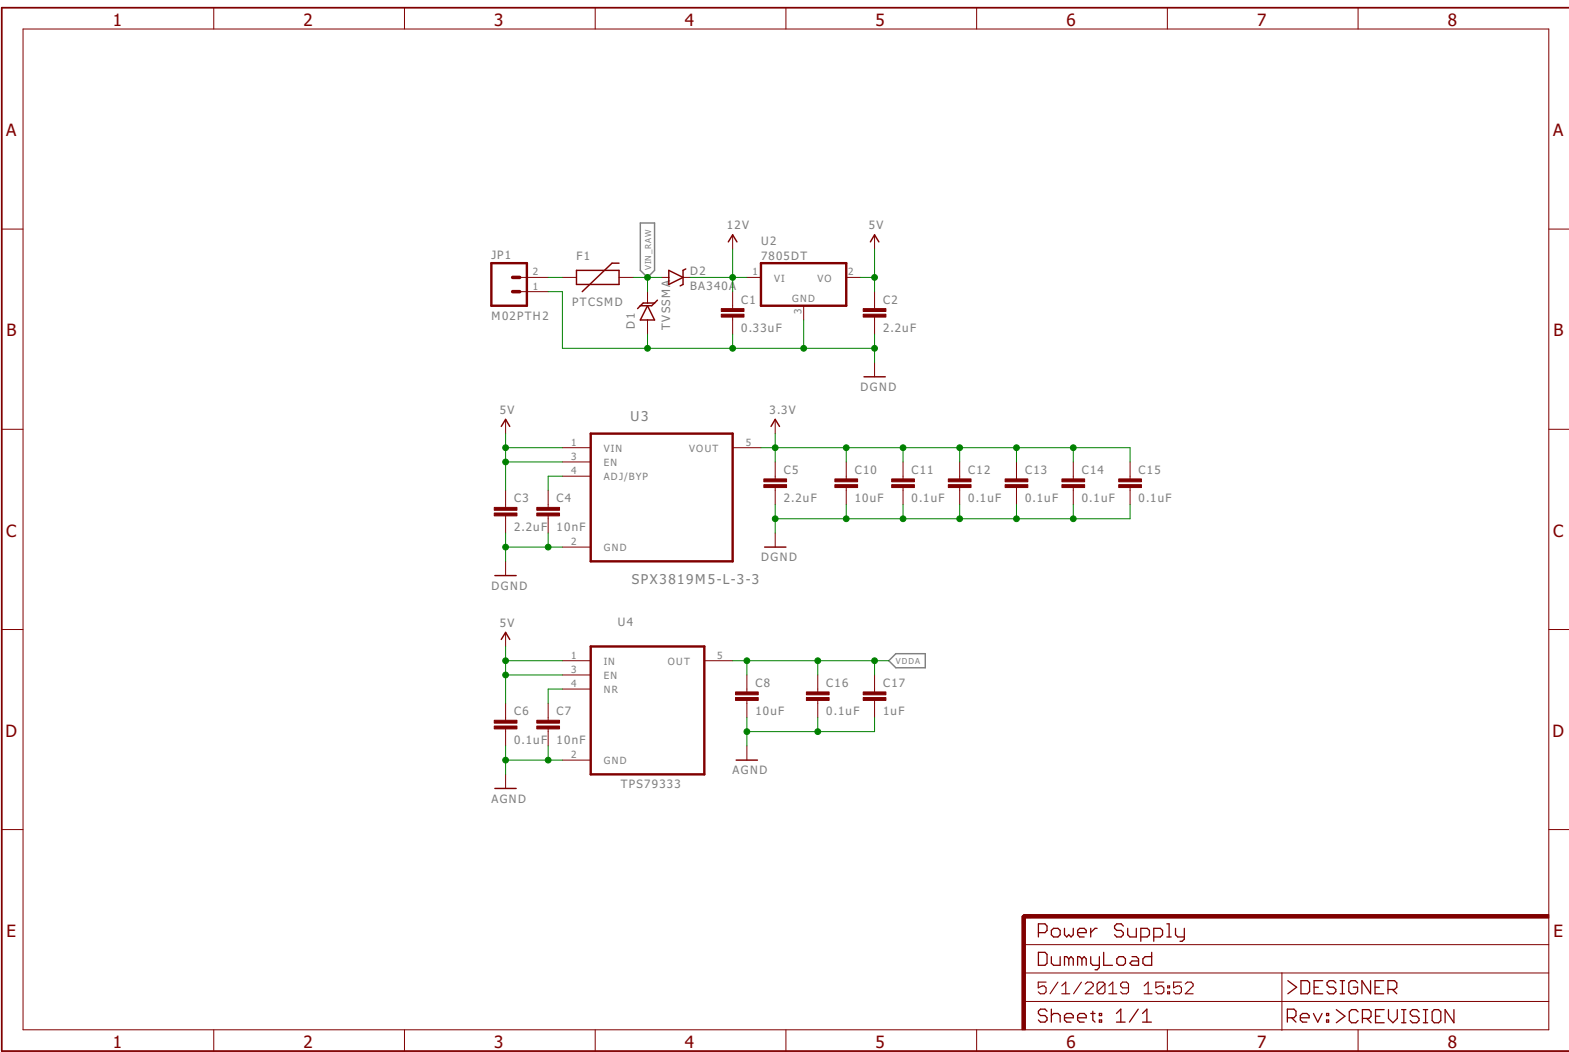 1 2 3 4 5 6 7 8
A A
12V 5V
U2
7805DT
VIN_RAW
JP1 F1
2 D2 1 VI VO 2
BA340A
1 GND
PTCSMD C1 C2
M02PTH2 D1 TVSSMA 0.33uF 3 2.2uF
B B
DGND
5V U3 3.3V
1 VIN VOUT 5
3 EN
4 ADJ/BYP
C5 C10 C11 C12 C13 C14 C15
2.2uF 10uF 0.1uF 0.1uF 0.1uF 0.1uF 0.1uF
C3 C4
2.2uF 10nF
C C
2 GND
DGND DGND
SPX3819M5-L-3-3
5V U4
1 IN OUT 5 VDDA
3 EN
4 NR
C8 C16 C17
10uF 0.1uF 1uF
C6 C7
0.1uF 10nF
D D
2 GND
AGND AGND
TPS79333
E E
Power Supply
DummyLoad
5/1/2019 15:52 >DESIGNER
Sheet: 1/1 Rev:>CREVISION
1 2 3 4 5 6 7 8